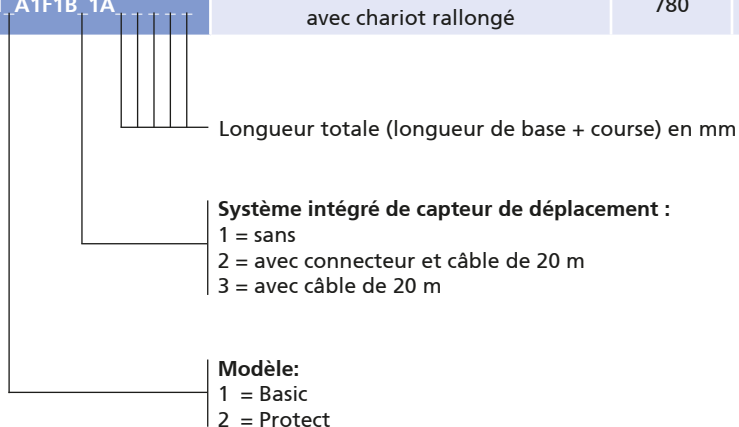 _A1F1B_1A_ _ _ _ _
780
avec chariot rallongé
Longueur totale (longueur de base + course) en mm
Système intégré de capteur de déplacement :
1 = sans
2 = avec connecteur et câble de 20 m
3 = avec câble de 20 m
Modèle:
1 = Basic
2 = Protect